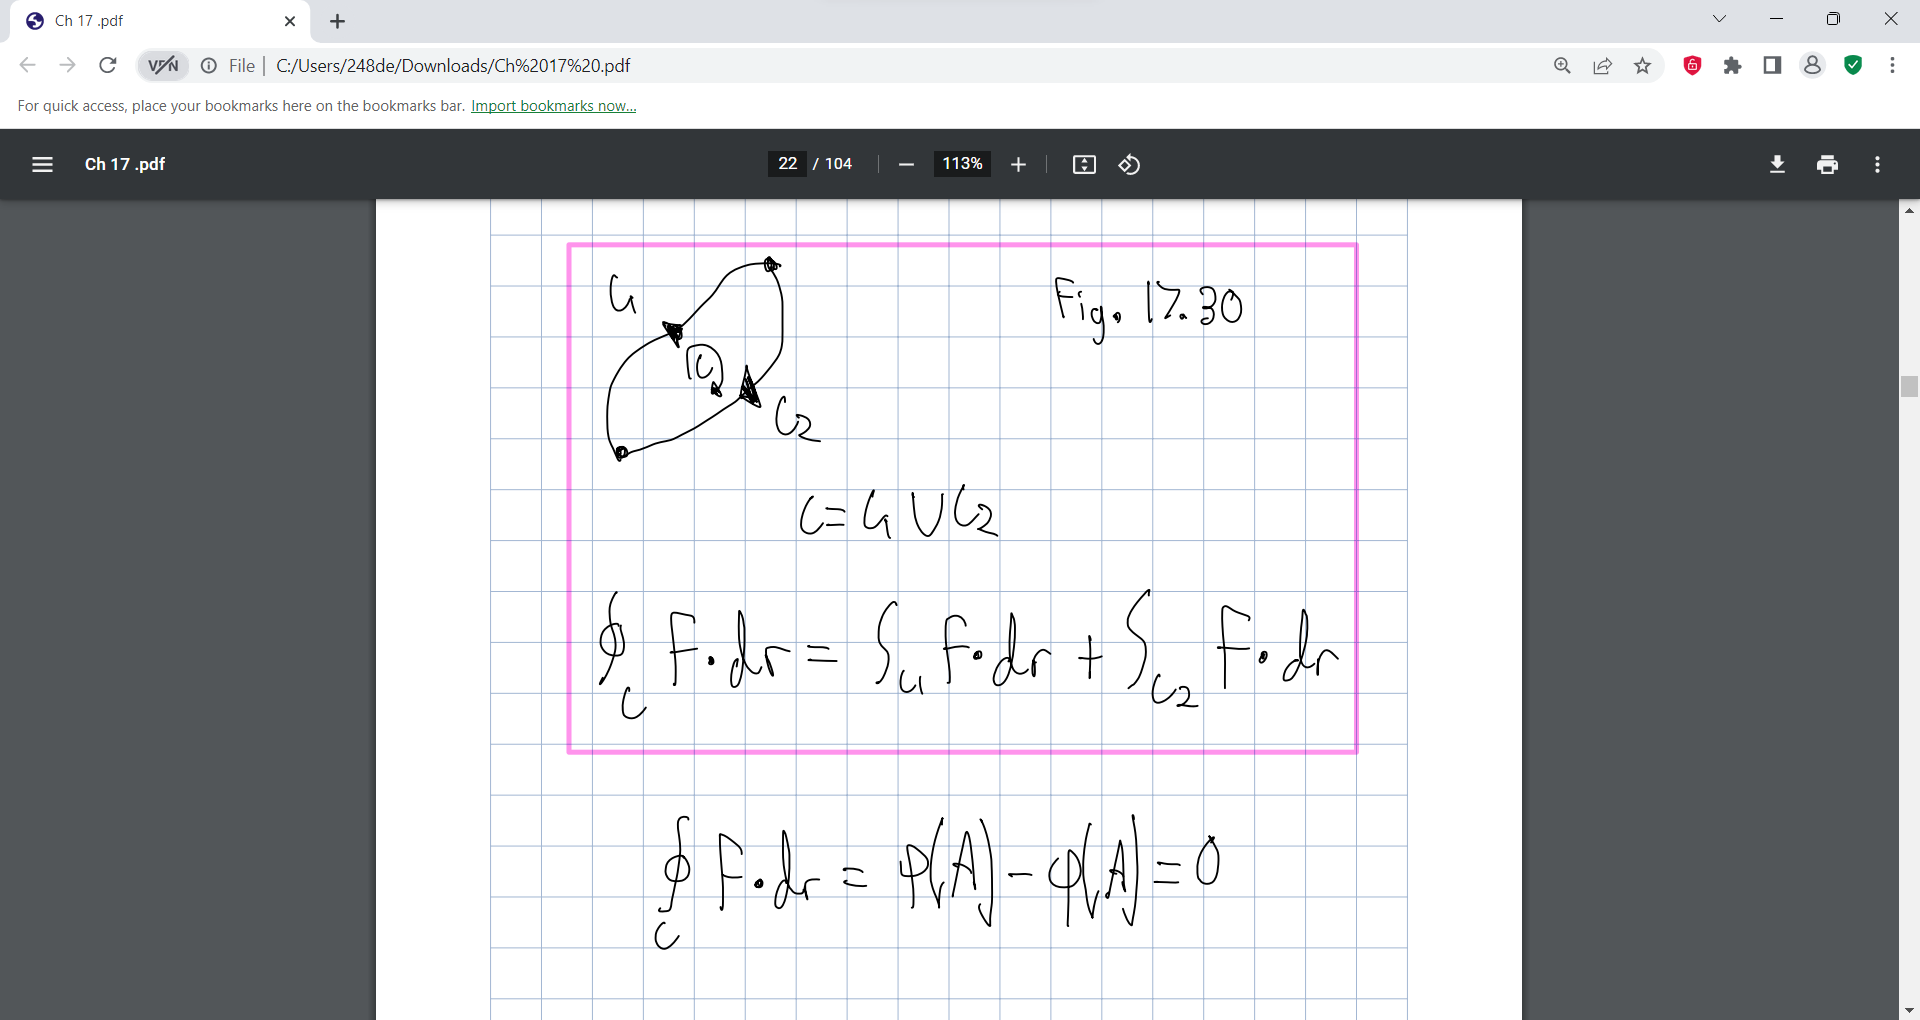 Ch 17 .pdf
VPN File C:/Users/248de/Downloads/Ch%2017%20.pdf
For quick access, place your bookmarks here on the bookmarks bar. Import bookmarks now...
Ch 17 .pdf 22 / 104 113%
C1 Fig. 17.30
R
C2
C = C1 ∪ C2
∮C F·dr = ∫C1 F·dr + ∫C2 F·dr
∮C F·dr = φ(A) - φ(A) = 0